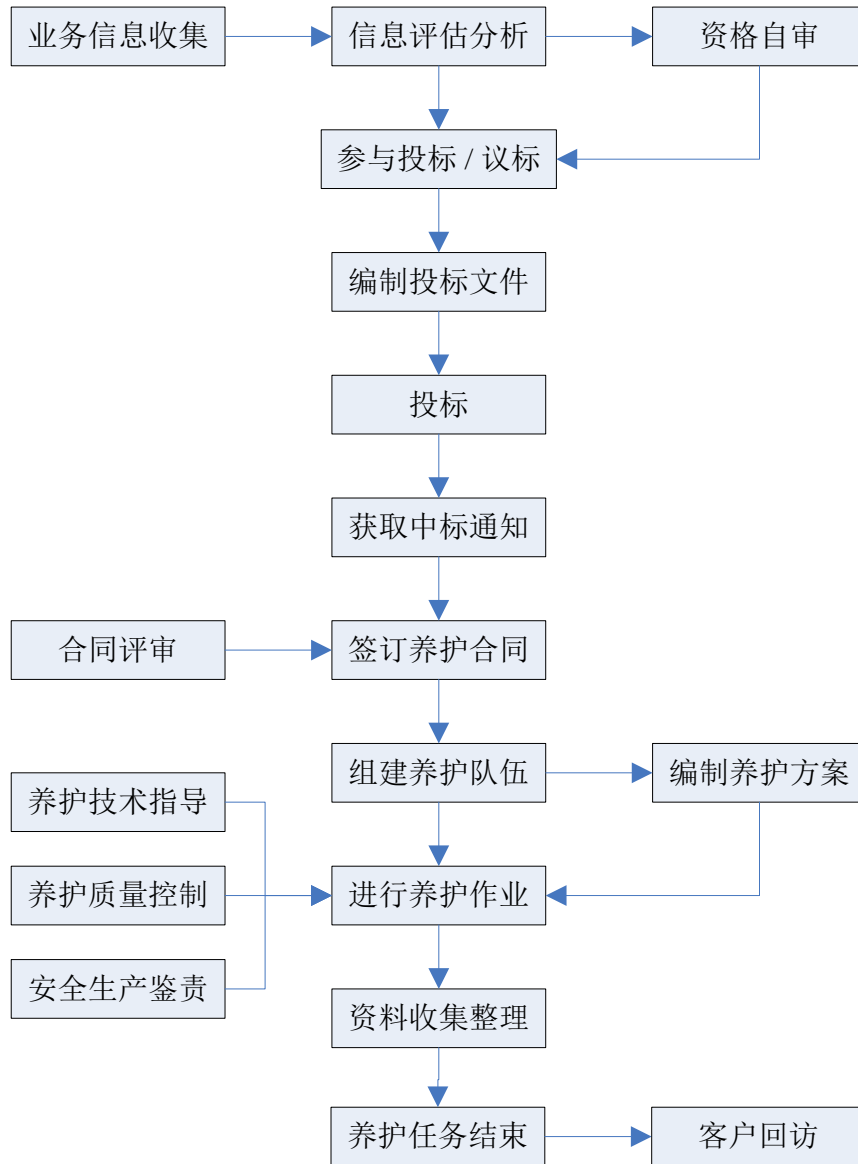 业务信息收集
信息评估分析
资格自审
参与投标 / 议标
编制投标文件
投标
获取中标通知
合同评审
签订养护合同
组建养护队伍
编制养护方案
养护技术指导
养护质量控制
进行养护作业
安全生产鉴责
资料收集整理
养护任务结束
客户回访